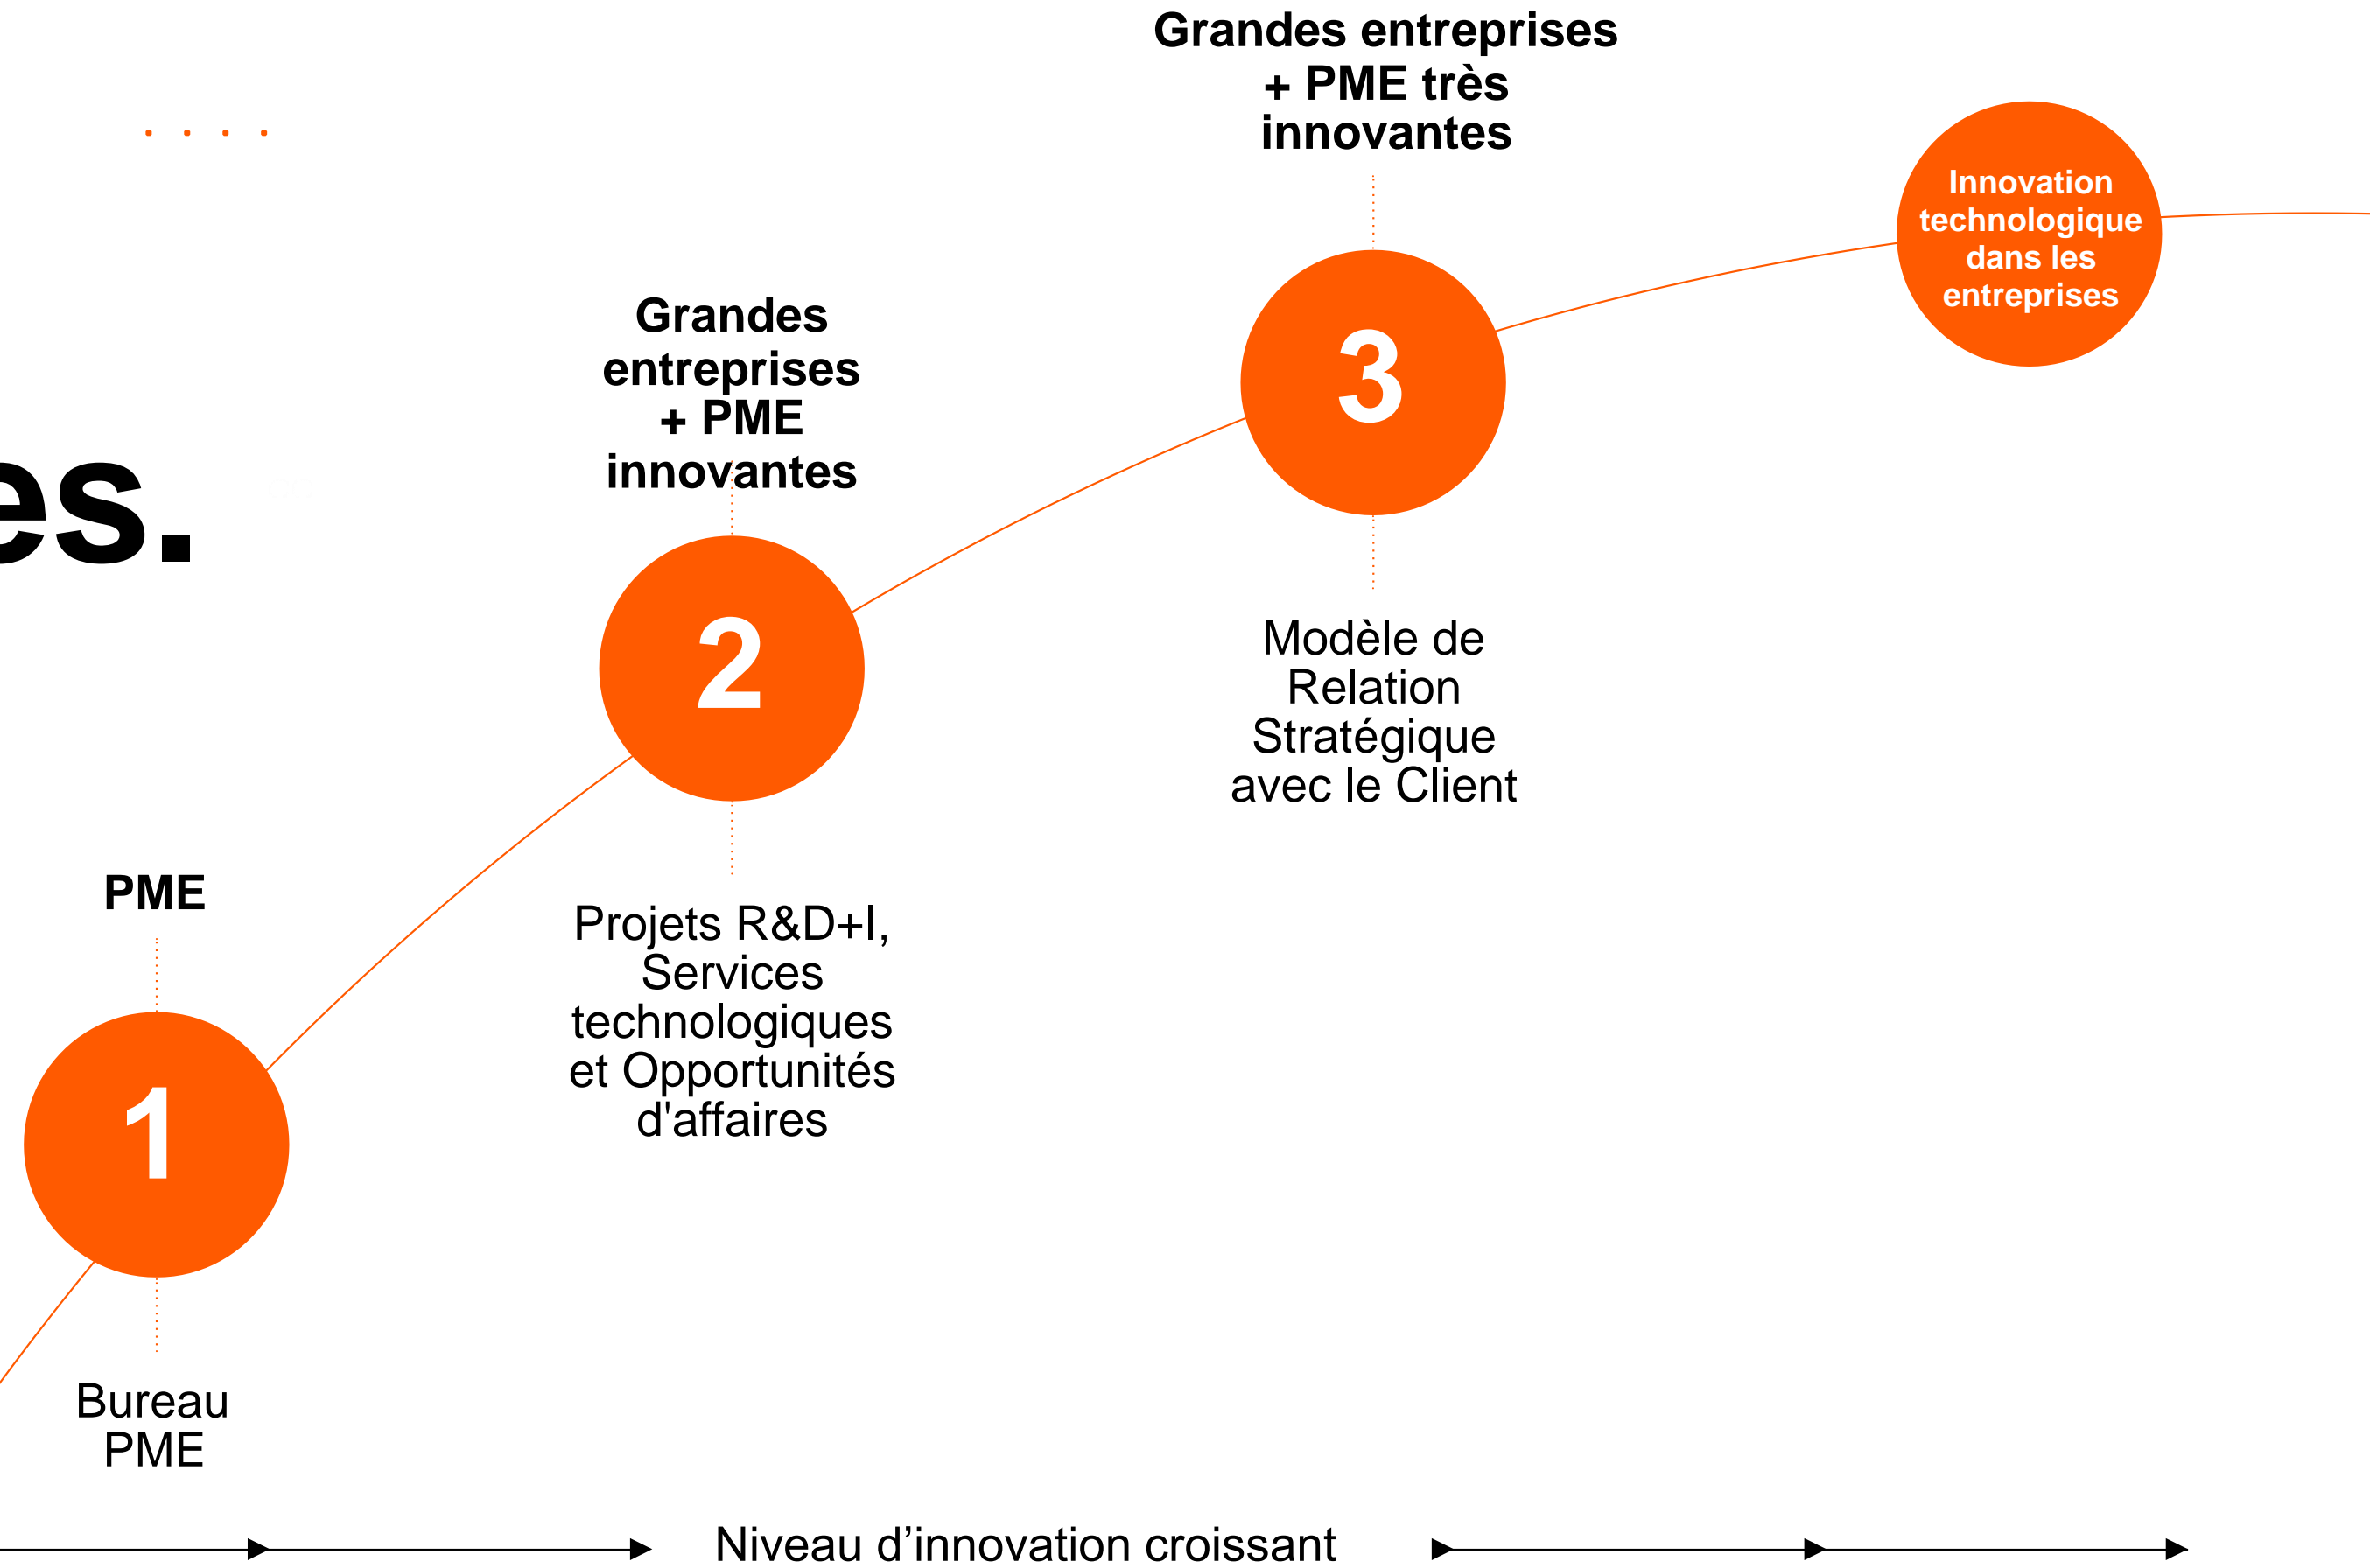 Grandes entreprises
+ PME très
innovantes
Innovation
technologique
dans les
entreprises
3
Grandes
entreprises
+ PME
innovantes
es.
2
Modèle de
Relation
Stratégique
avec le Client
PME
Projets R&D+I,
Services
technologiques
et Opportunités
d'affaires
1
Bureau
PME
Niveau d’innovation croissant